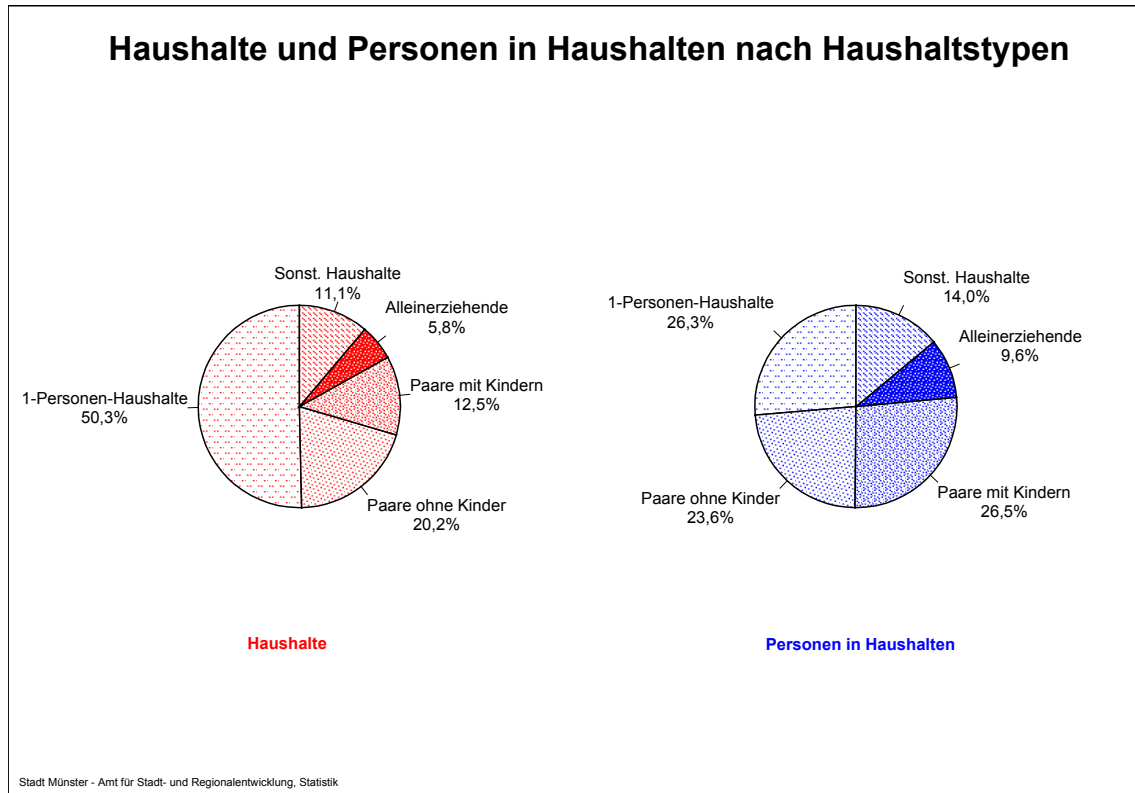 Haushalte und Personen in Haushalten nach Haushaltstypen
Sonst. Haushalte
11,1%
Alleinerziehende
5,8%
Paare mit Kindern
12,5%
1-Personen-Haushalte
50,3%
Paare ohne Kinder
20,2%
Haushalte
Sonst. Haushalte
14,0%
1-Personen-Haushalte
26,3%
Alleinerziehende
9,6%
Paare ohne Kinder
23,6%
Paare mit Kindern
26,5%
Personen in Haushalten
Stadt Münster - Amt für Stadt- und Regionalentwicklung, Statistik